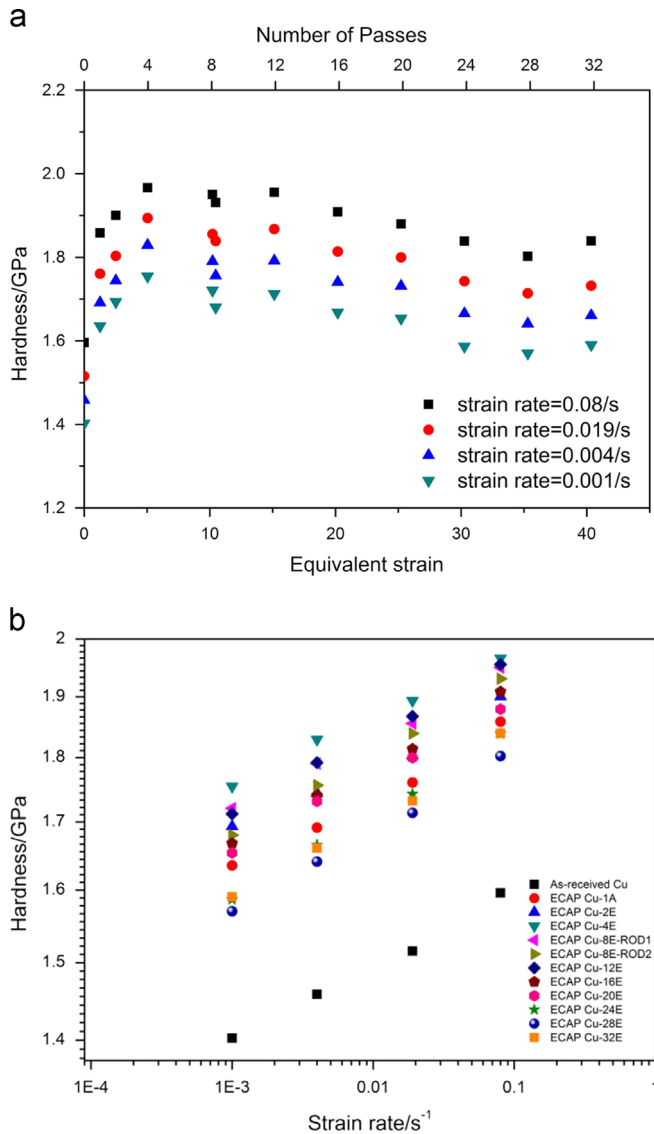 a
Number of Passes
0 4 8 12 16 20 24 28 32
2.2
2.0
1.8
1.6
1.4
1.2
Hardness/GPa
strain rate=0.08/s
strain rate=0.019/s
strain rate=0.004/s
strain rate=0.001/s
0 10 20 30 40
Equivalent strain
b
2
1.9
1.8
1.7
1.6
1.5
1.4
Hardness/GPa
As-received Cu
ECAP Cu-1A
ECAP Cu-2E
ECAP Cu-4E
ECAP Cu-8E-ROD1
ECAP Cu-8E-ROD2
ECAP Cu-12E
ECAP Cu-16E
ECAP Cu-20E
ECAP Cu-24E
ECAP Cu-28E
ECAP Cu-32E
1E-4 1E-3 0.01 0.1 1
Strain rate/s⁻¹